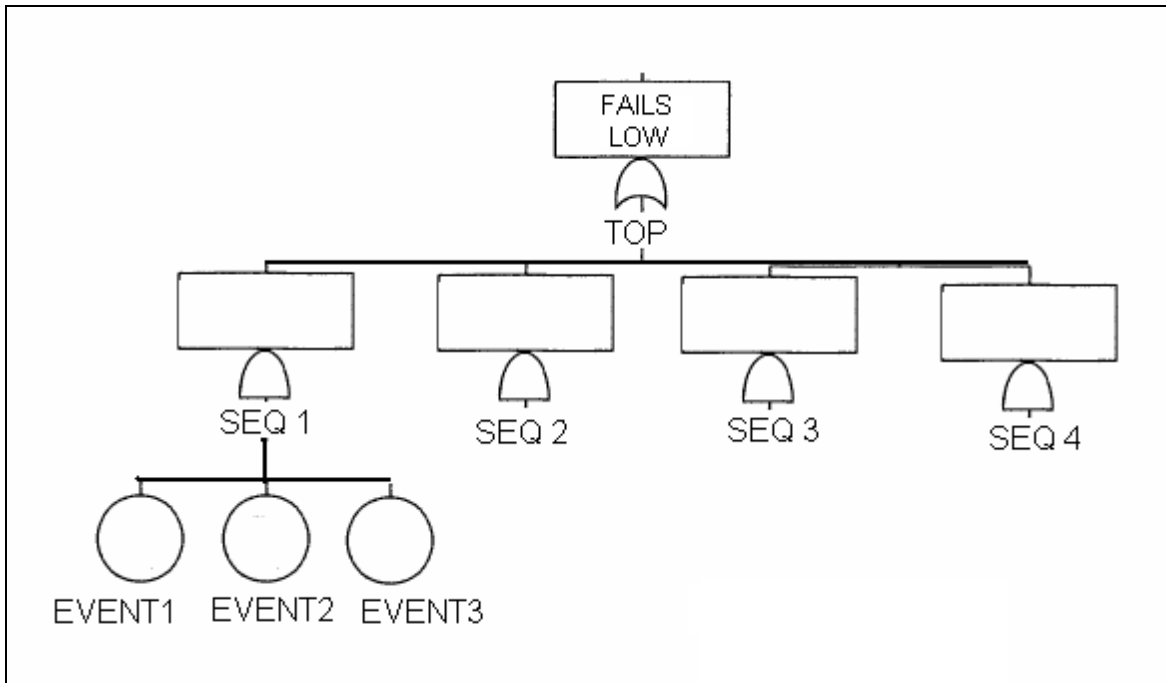 FAILS
LOW
TOP
SEQ 1
SEQ 2
SEQ 3
SEQ 4
EVENT1
EVENT2
EVENT3